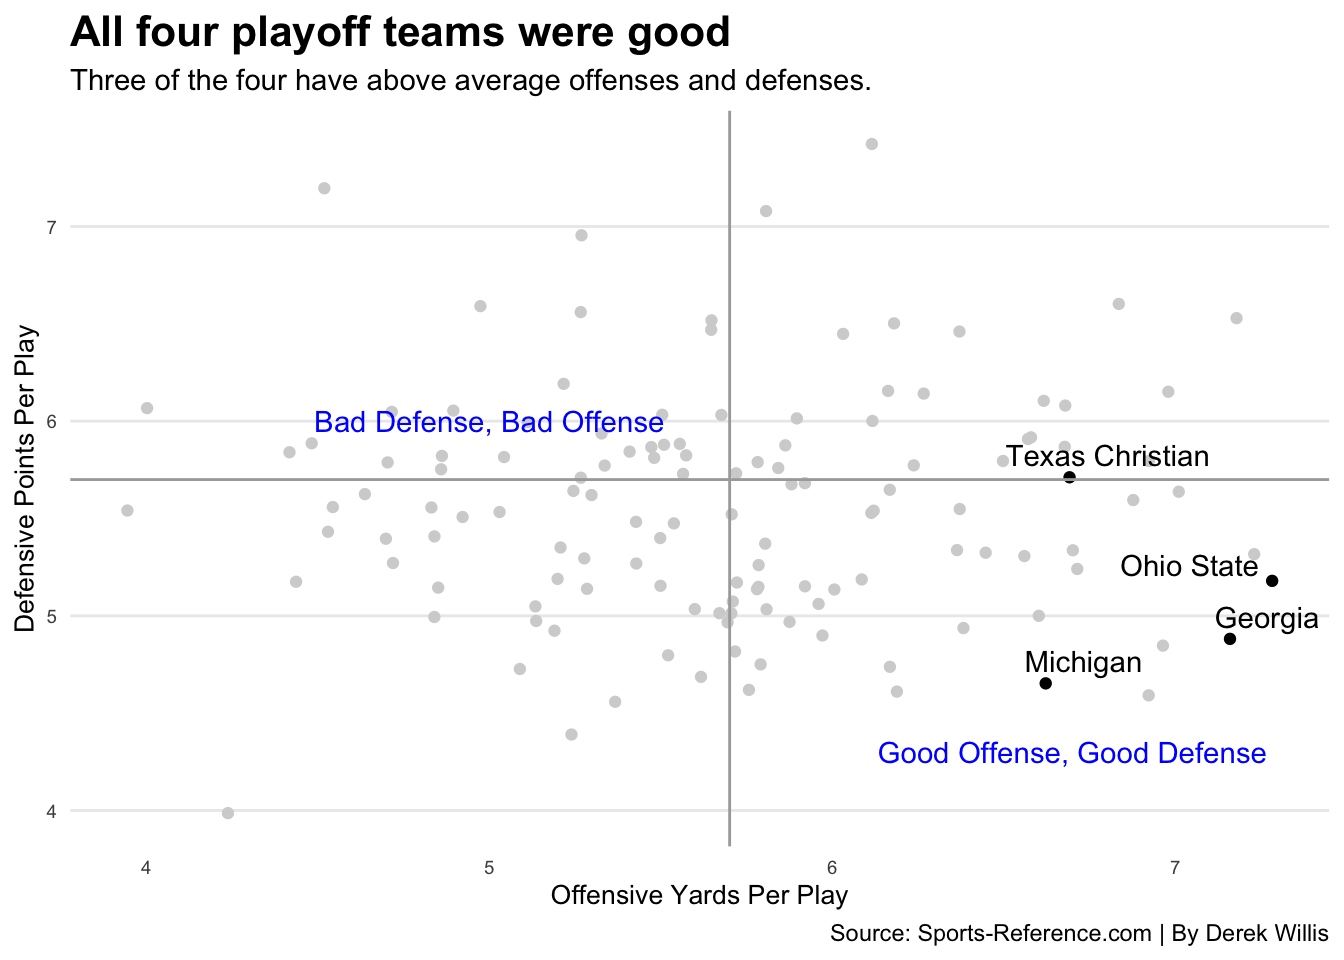 All four playoff teams were good
Three of the four have above average offenses and defenses.
Defensive Points Per Play
7
6
5
4
Bad Defense, Bad Offense
Texas Christian
Ohio State
Georgia
Michigan
Good Offense, Good Defense
4 5 6 7
Offensive Yards Per Play
Source: Sports-Reference.com | By Derek Willis